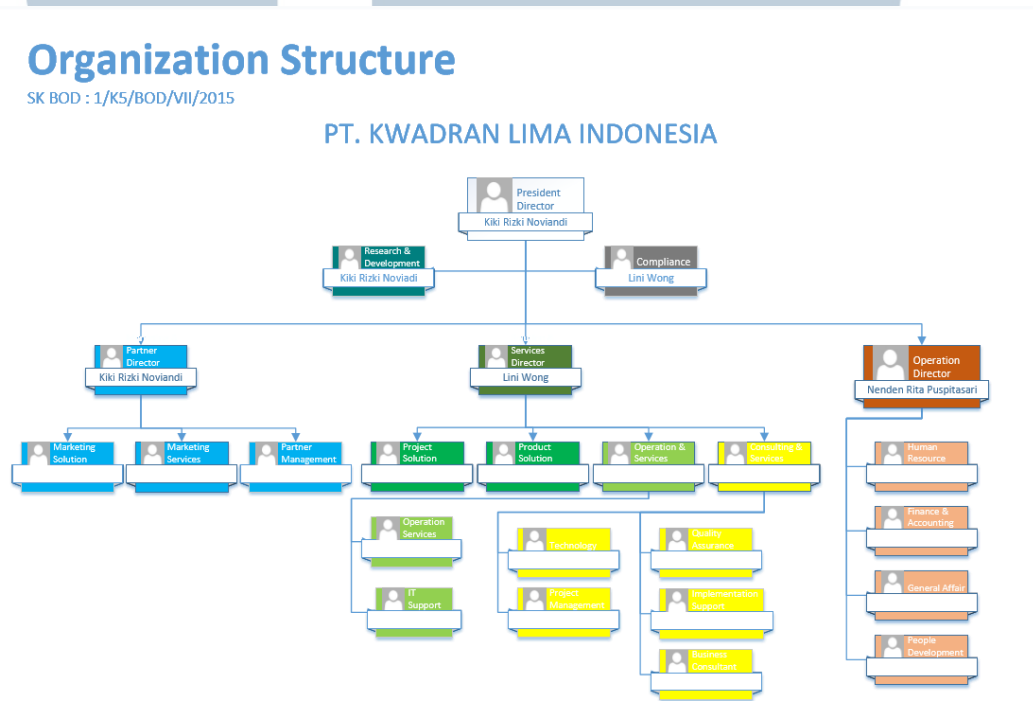 Organization Structure
SK BOD : 1/K5/BOD/VII/2015
PT. KWADRAN LIMA INDONESIA
President
Director
Kiki Rizki Noviandi
Research &
Development
Kiki Rizki Noviadi
Compliance
Lini Wong
Partner
Director
Kiki Rizki Noviandi
Services
Director
Lini Wong
Operation
Director
Nenden Rita Puspitasari
Marketing
Solution
Marketing
Services
Partner
Management
Project
Solution
Product
Solution
Operation &
Services
Consulting &
Services
Human
Resource
Operation
Services
Technology
Quality
Assurance
Finance &
Accounting
IT
Support
Project
Management
Implementation
Support
General Affair
Business
Consultant
People
Development